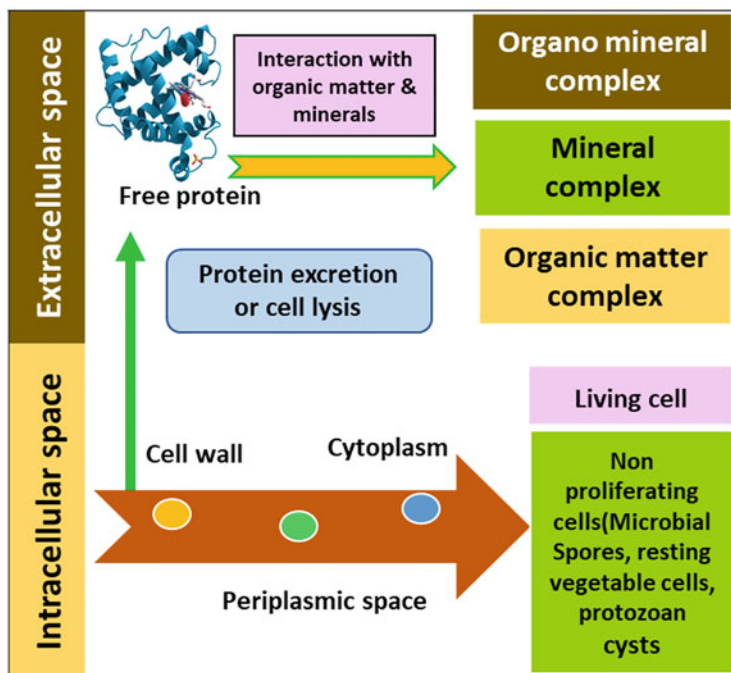 Extracellular space
Interaction with
organic matter &
minerals
Free protein
Organo mineral
complex
Mineral
complex
Organic matter
complex
Protein excretion
or cell lysis
Intracellular space
Cell wall
Cytoplasm
Periplasmic space
Living cell
Non
proliferating
cells(Microbial
Spores, resting
vegetable cells,
protozoan
cysts